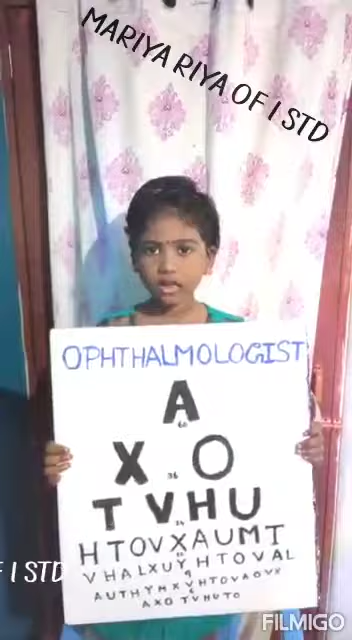 MARIYA RIYA OF I STD
OPHTHALMOLOGIST
A
X O
T V H U
H T O V X A U M T
V H A L X U Y H T O V A L
F I STD
FILMIGO